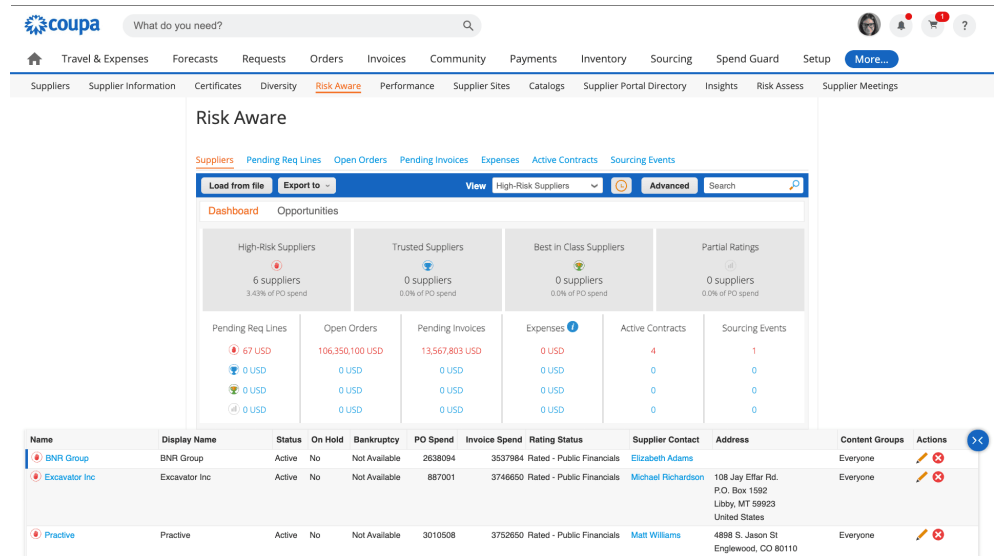 coupa What do you need? 1 ?
Travel & Expenses Forecasts Requests Orders Invoices Community Payments Inventory Sourcing Spend Guard Setup More...
Suppliers Supplier Information Certificates Diversity Risk Aware Performance Supplier Sites Catalogs Supplier Portal Directory Insights Risk Assess Supplier Meetings
Risk Aware
Suppliers Pending Req Lines Open Orders Pending Invoices Expenses Active Contracts Sourcing Events
Load from file Export to View High-Risk Suppliers Advanced Search
Dashboard Opportunities
High-Risk Suppliers Trusted Suppliers Best in Class Suppliers Partial Ratings
6 suppliers 0 suppliers 0 suppliers 0 suppliers
3.43% of PO spend 0.0% of PO spend 0.0% of PO spend 0.0% of PO spend
Pending Req Lines Open Orders Pending Invoices Expenses i Active Contracts Sourcing Events
67 USD 106,350,100 USD 13,567,803 USD 0 USD 4 1
0 USD 0 USD 0 USD 0 USD 0 0
0 USD 0 USD 0 USD 0 USD 0 0
0 USD 0 USD 0 USD 0 USD 0 0
Name Display Name Status On Hold Bankruptcy PO Spend Invoice Spend Rating Status Supplier Contact Address Content Groups Actions
BNR Group BNR Group Active No Not Available 2638094 3537984 Rated - Public Financials Elizabeth Adams Everyone
Excavator Inc Excavator Inc Active No Not Available 887001 3746650 Rated - Public Financials Michael Richardson 108 Jay Effar Rd. Everyone
P.O. Box 1592
Libby, MT 59923
United States
Practive Practive Active No Not Available 3010508 3752650 Rated - Public Financials Matt Williams 4898 S. Jason St Everyone
Englewood, CO 80110